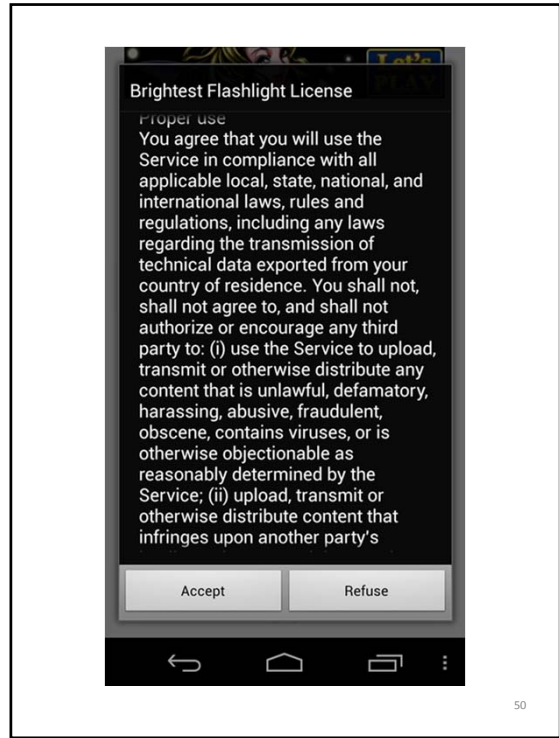 Let's
PLAY
Brightest Flashlight License
Proper use
You agree that you will use the
Service in compliance with all
applicable local, state, national, and
international laws, rules and
regulations, including any laws
regarding the transmission of
technical data exported from your
country of residence. You shall not,
shall not agree to, and shall not
authorize or encourage any third
party to: (i) use the Service to upload,
transmit or otherwise distribute any
content that is unlawful, defamatory,
harassing, abusive, fraudulent,
obscene, contains viruses, or is
otherwise objectionable as
reasonably determined by the
Service; (ii) upload, transmit or
otherwise distribute content that
infringes upon another party's
Accept
Refuse
50